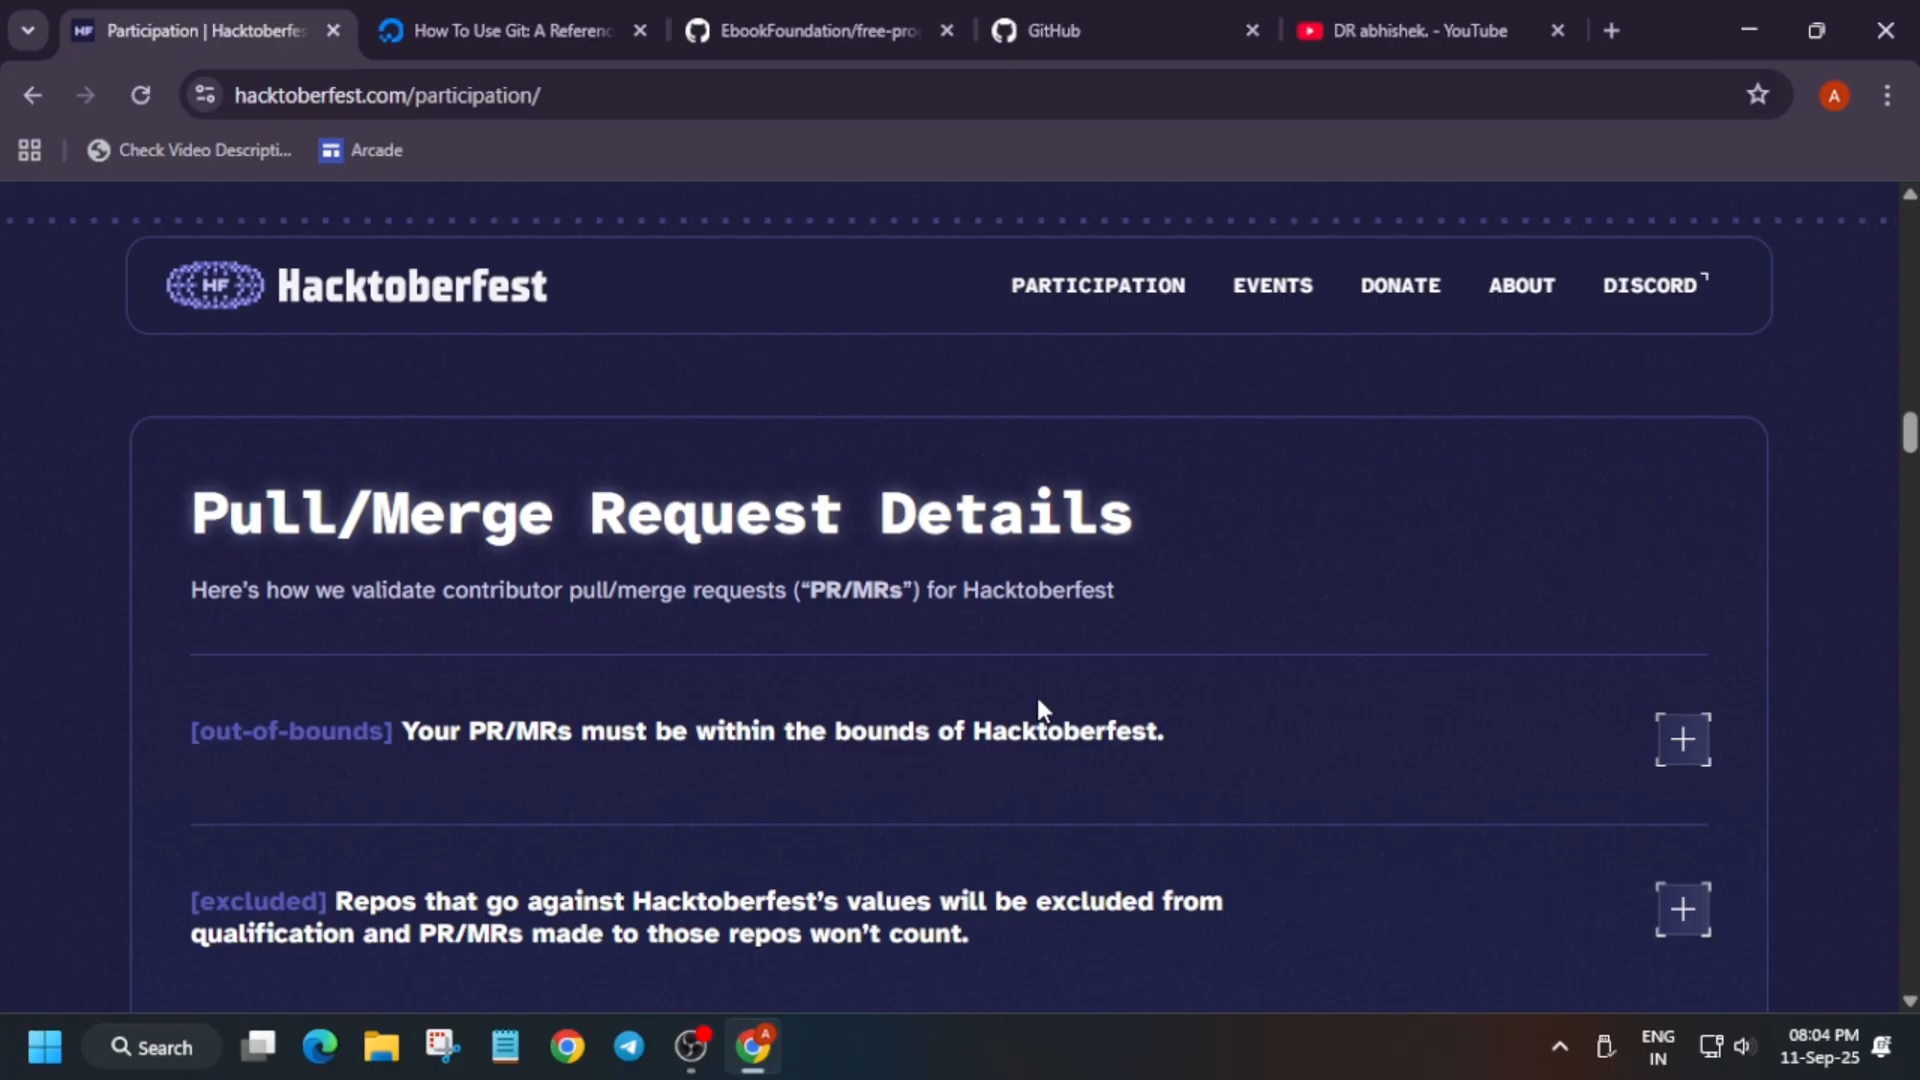 Participation | Hacktoberfes
How To Use Git: A Referenc
EbookFoundation/free-pro
GitHub
DR abhishek. - YouTube
hacktoberfest.com/participation/
A
Check Video Descripti...
Arcade
HF Hacktoberfest
PARTICIPATION
EVENTS
DONATE
ABOUT
DISCORD
Pull/Merge Request Details
Here's how we validate contributor pull/merge requests (“PR/MRs”) for Hacktoberfest
[out-of-bounds] Your PR/MRs must be within the bounds of Hacktoberfest.
[excluded] Repos that go against Hacktoberfest's values will be excluded from
qualification and PR/MRs made to those repos won't count.
Search
A
ENG
IN
08:04 PM
11-Sep-25